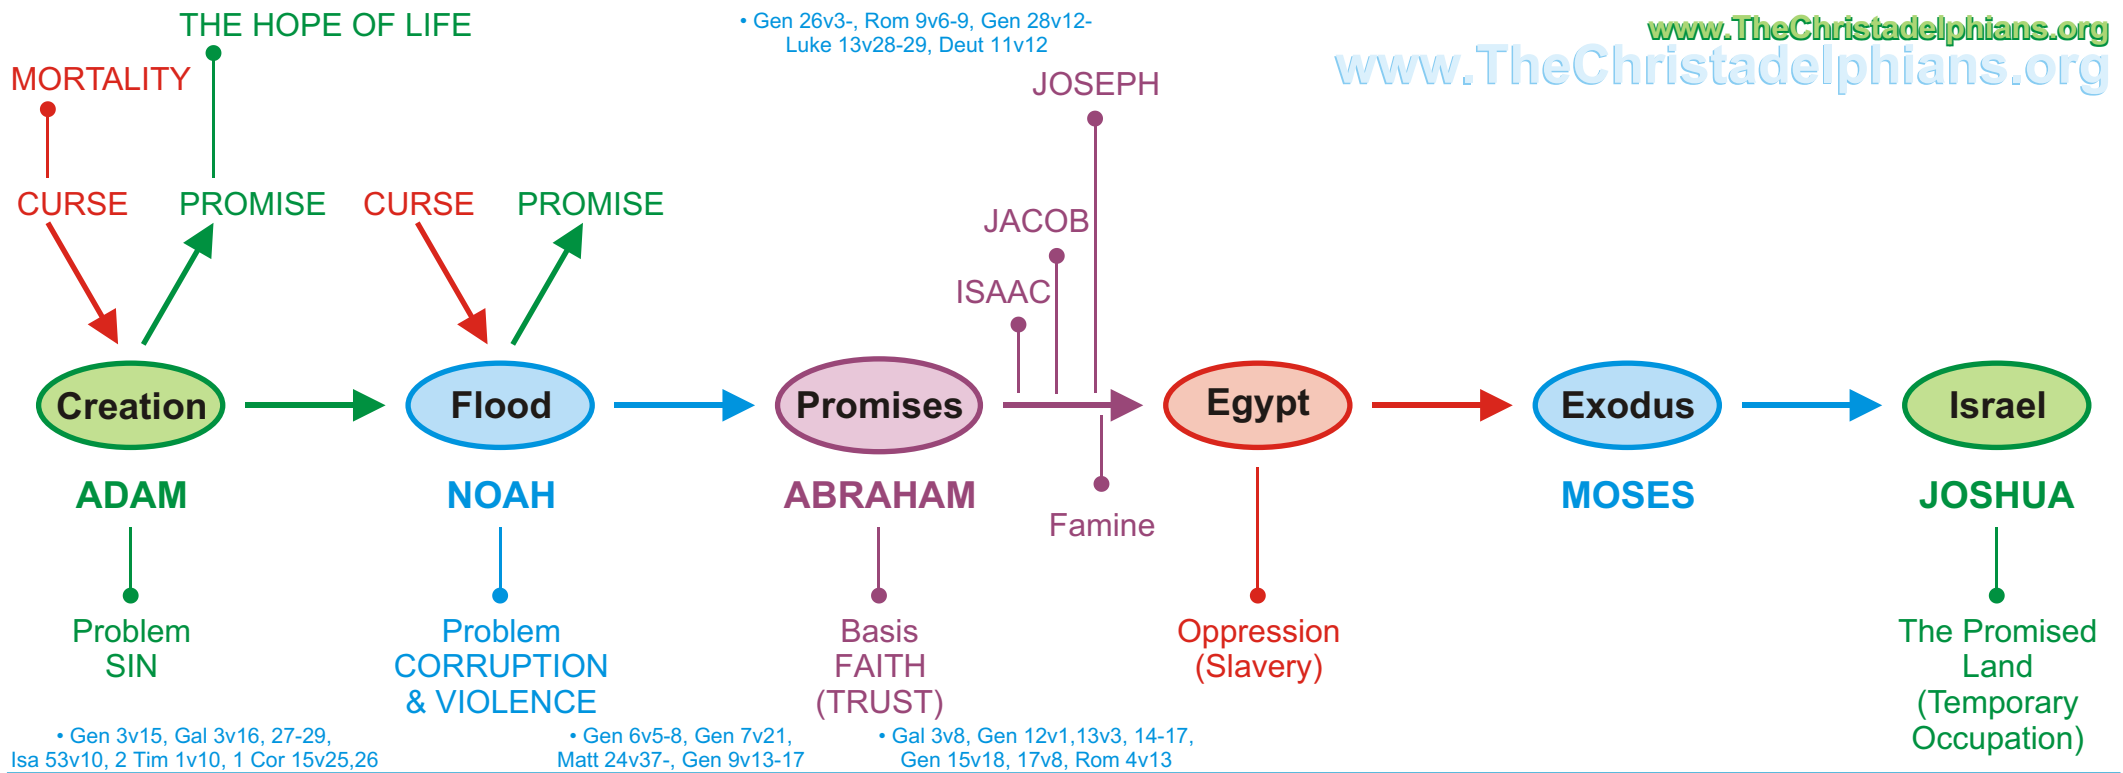 THE HOPE OF LIFE
• Gen 26v3-, Rom 9v6-9, Gen 28v12-
Luke 13v28-29, Deut 11v12
www.TheChristadelphians.org
www.TheChristadelphians.org
MORTALITY
JOSEPH
CURSE
PROMISE
CURSE
PROMISE
JACOB
ISAAC
Creation
Flood
Promises
Egypt
Exodus
Israel
ADAM
NOAH
ABRAHAM
MOSES
JOSHUA
Famine
Problem
SIN
Problem
CORRUPTION
& VIOLENCE
Basis
FAITH
(TRUST)
Oppression
(Slavery)
The Promised
Land
(Temporary
Occupation)
• Gen 3v15, Gal 3v16, 27-29,
Isa 53v10, 2 Tim 1v10, 1 Cor 15v25,26
• Gen 6v5-8, Gen 7v21,
Matt 24v37-, Gen 9v13-17
• Gal 3v8, Gen 12v1,13v3, 14-17,
Gen 15v18, 17v8, Rom 4v13